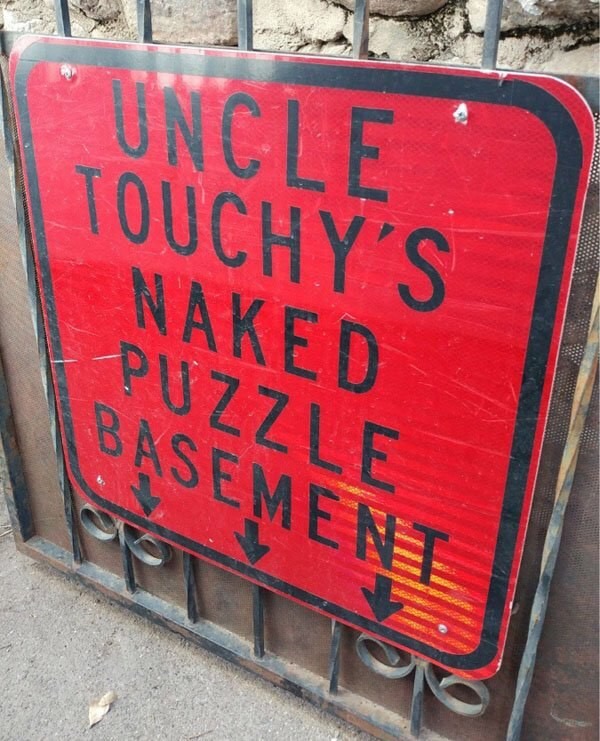 UNCLE
TOUCHY'S
NAKED
PUZZLE
BASEMENT